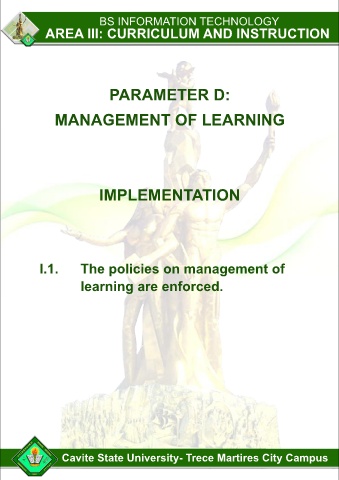 BS INFORMATION TECHNOLOGY
AREA III: CURRICULUM AND INSTRUCTION
PARAMETER D:
MANAGEMENT OF LEARNING
IMPLEMENTATION
I.1. The policies on management of
learning are enforced.
Cavite State University- Trece Martires City Campus